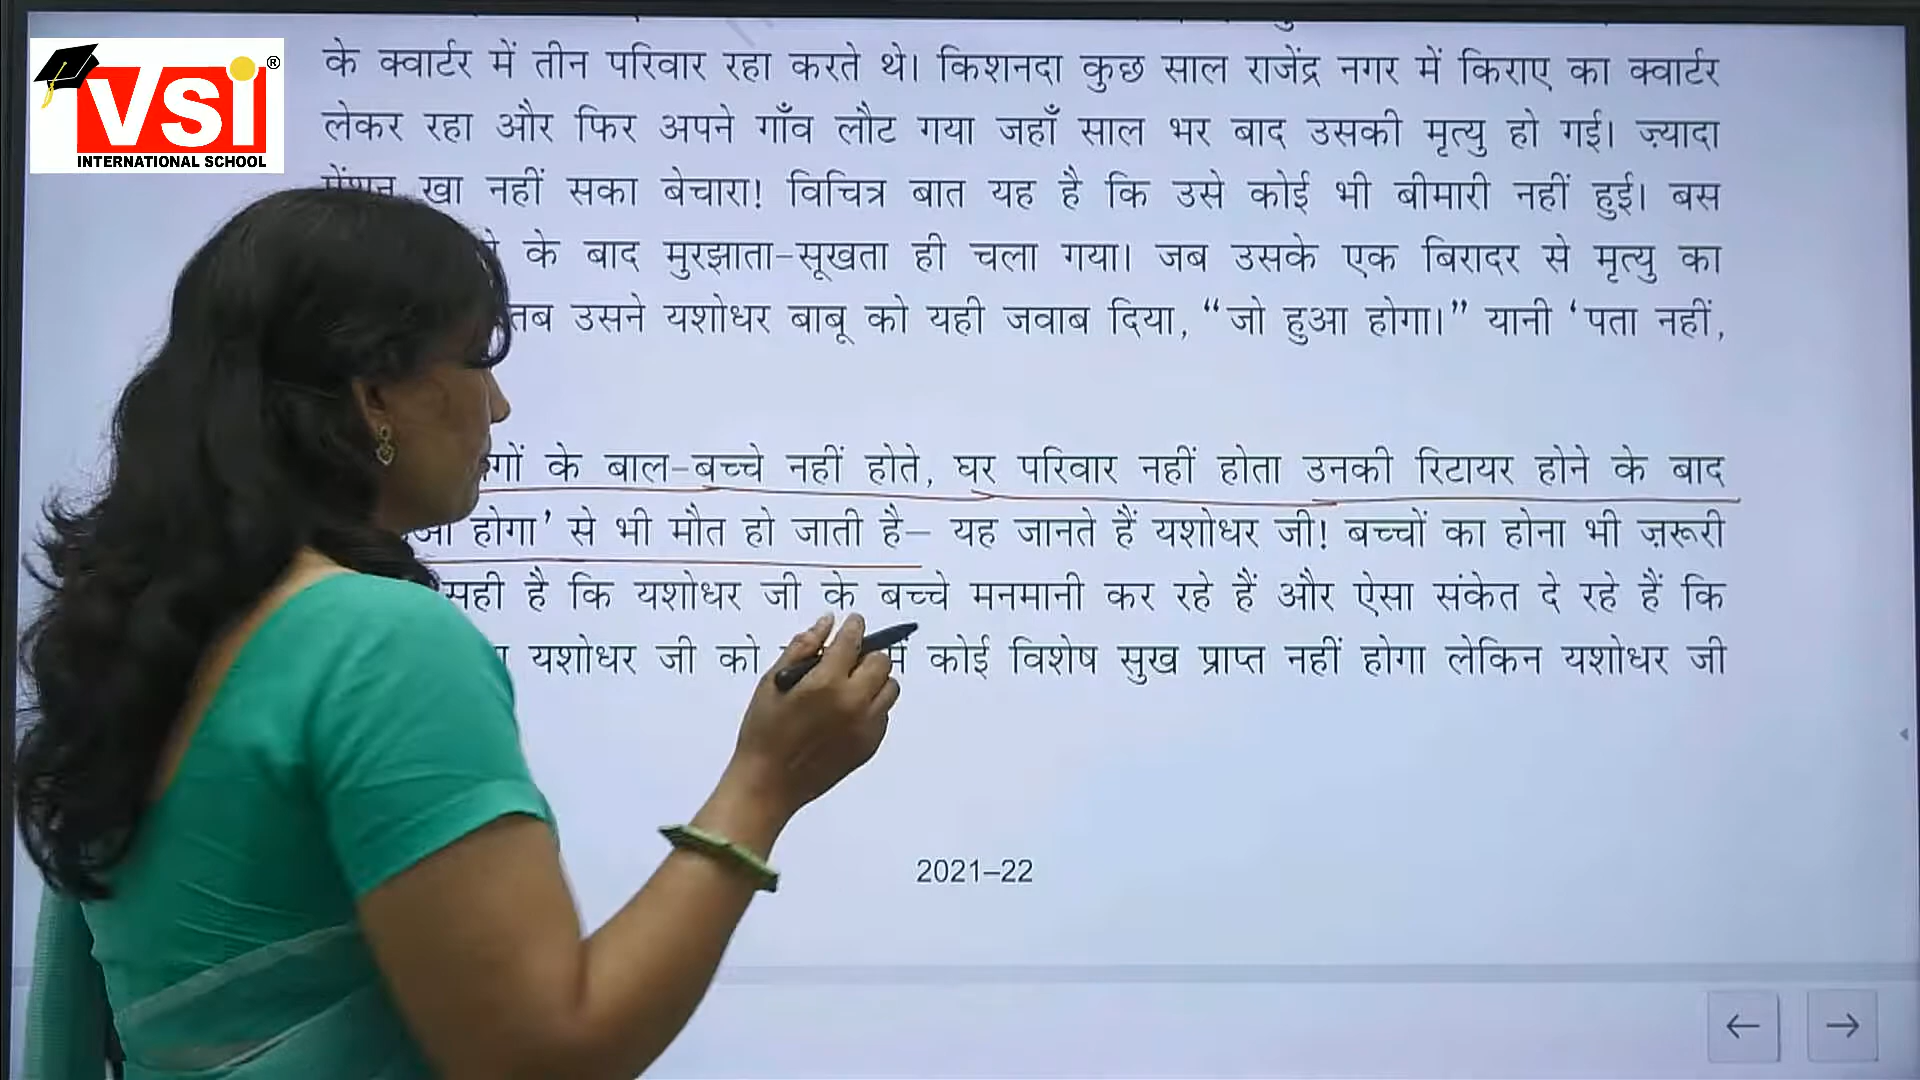 VSI®
INTERNATIONAL SCHOOL
के क्वार्टर में तीन परिवार रहा करते थे। किशनदा कुछ साल राजेंद्र नगर में किराए का क्वार्टर
लेकर रहा और फिर अपने गाँव लौट गया जहाँ साल भर बाद उसकी मृत्यु हो गई। ज़्यादा
पेंशन खा नहीं सका बेचारा! विचित्र बात यह है कि उसे कोई भी बीमारी नहीं हुई। बस
के बाद मुरझाता-सूखता ही चला गया। जब उसके एक बिरादर से मृत्यु का
तब उसने यशोधर बाबू को यही जवाब दिया, “जो हुआ होगा।” यानी ‘पता नहीं,
के बाल-बच्चे नहीं होते, घर परिवार नहीं होता उनकी रिटायर होने के बाद
होगा’ से भी मौत हो जाती है– यह जानते हैं यशोधर जी! बच्चों का होना भी ज़रूरी
सही है कि यशोधर जी के बच्चे मनमानी कर रहे हैं और ऐसा संकेत दे रहे हैं कि
यशोधर जी को में कोई विशेष सुख प्राप्त नहीं होगा लेकिन यशोधर जी
2021–22